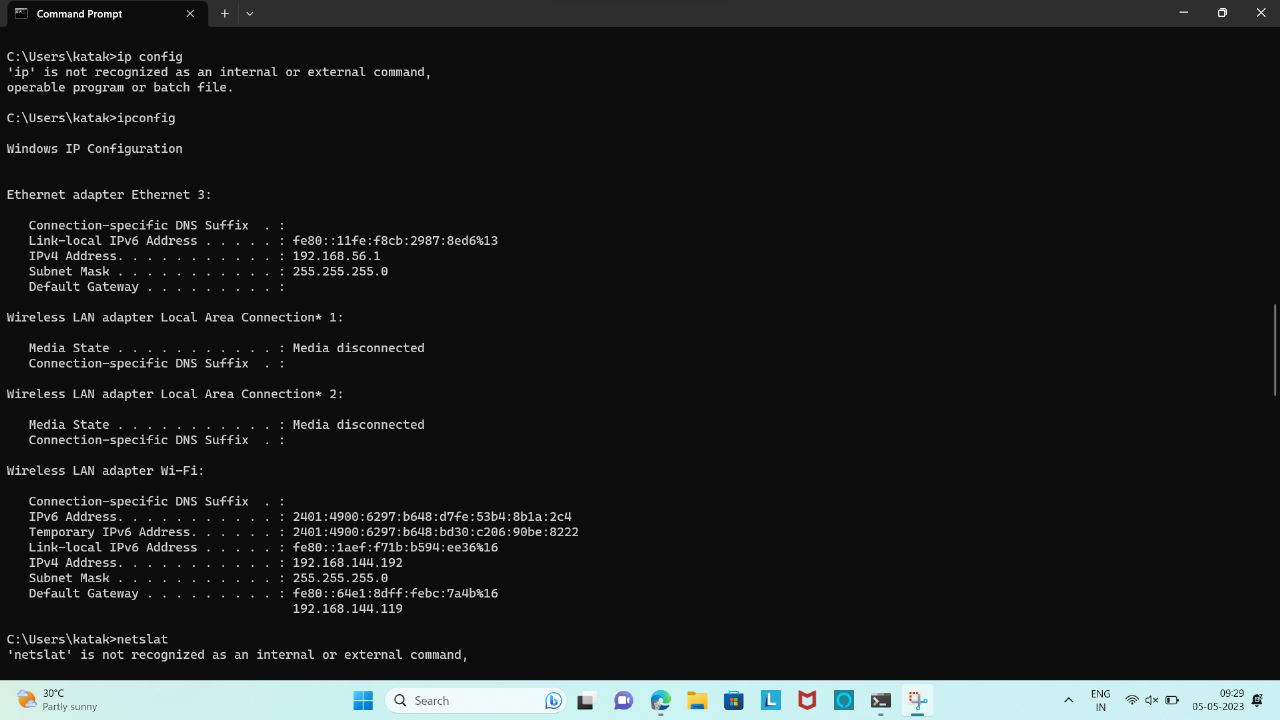 Command Prompt
C:\Users\katak>ip config
'ip' is not recognized as an internal or external command,
operable program or batch file.
C:\Users\katak>ipconfig
Windows IP Configuration
Ethernet adapter Ethernet 3:
Connection-specific DNS Suffix  . :
Link-local IPv6 Address . . . . . : fe80::11fe:f8cb:2987:8ed6%13
IPv4 Address. . . . . . . . . . . : 192.168.56.1
Subnet Mask . . . . . . . . . . . : 255.255.255.0
Default Gateway . . . . . . . . . :
Wireless LAN adapter Local Area Connection* 1:
Media State . . . . . . . . . . . : Media disconnected
Connection-specific DNS Suffix  . :
Wireless LAN adapter Local Area Connection* 2:
Media State . . . . . . . . . . . : Media disconnected
Connection-specific DNS Suffix  . :
Wireless LAN adapter Wi-Fi:
Connection-specific DNS Suffix  . :
IPv6 Address. . . . . . . . . . . : 2401:4900:6297:b648:d7fe:53b4:8b1a:2c4
Temporary IPv6 Address. . . . . . : 2401:4900:6297:b648:bd30:c206:90be:8222
Link-local IPv6 Address . . . . . : fe80::1aef:f71b:b594:ee36%16
IPv4 Address. . . . . . . . . . . : 192.168.144.192
Subnet Mask . . . . . . . . . . . : 255.255.255.0
Default Gateway . . . . . . . . . : fe80::64e1:8dff:febc:7a4b%16
192.168.144.119
C:\Users\katak>netslat
'netslat' is not recognized as an internal or external command,
30°C
Partly sunny
Search
ENG
IN
09:29
05-05-2023